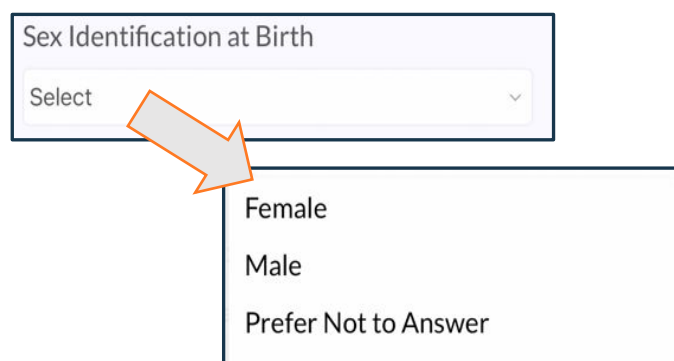 Sex Identification at Birth
Select
Female
Male
Prefer Not to Answer